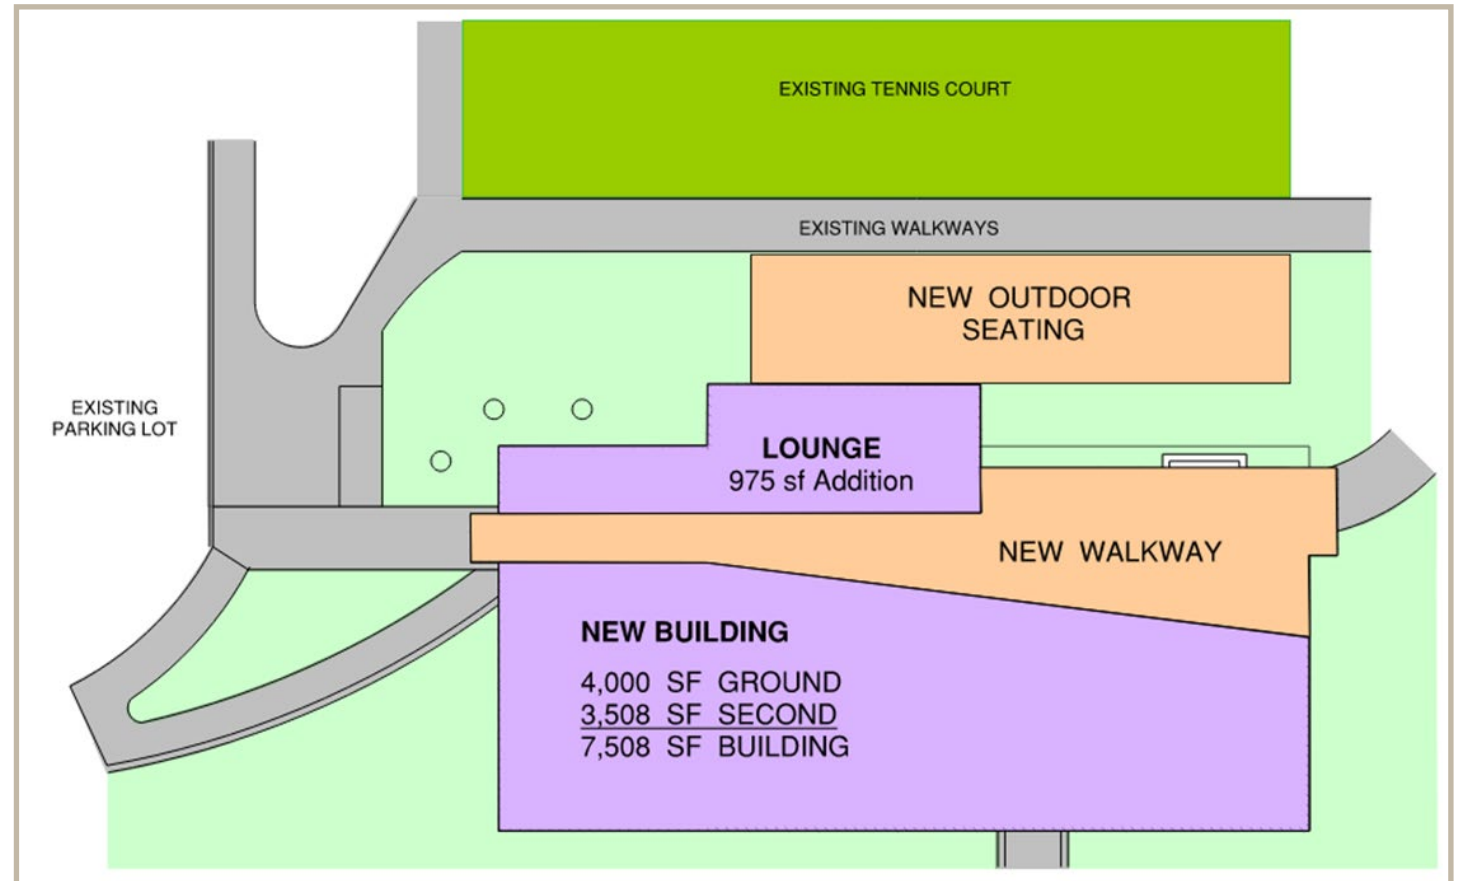 EXISTING TENNIS COURT
EXISTING WALKWAYS
NEW OUTDOOR
SEATING
EXISTING
PARKING LOT
LOUNGE
975 sf Addition
NEW WALKWAY
NEW BUILDING
4,000 SF GROUND
3,508 SF SECOND
7,508 SF BUILDING